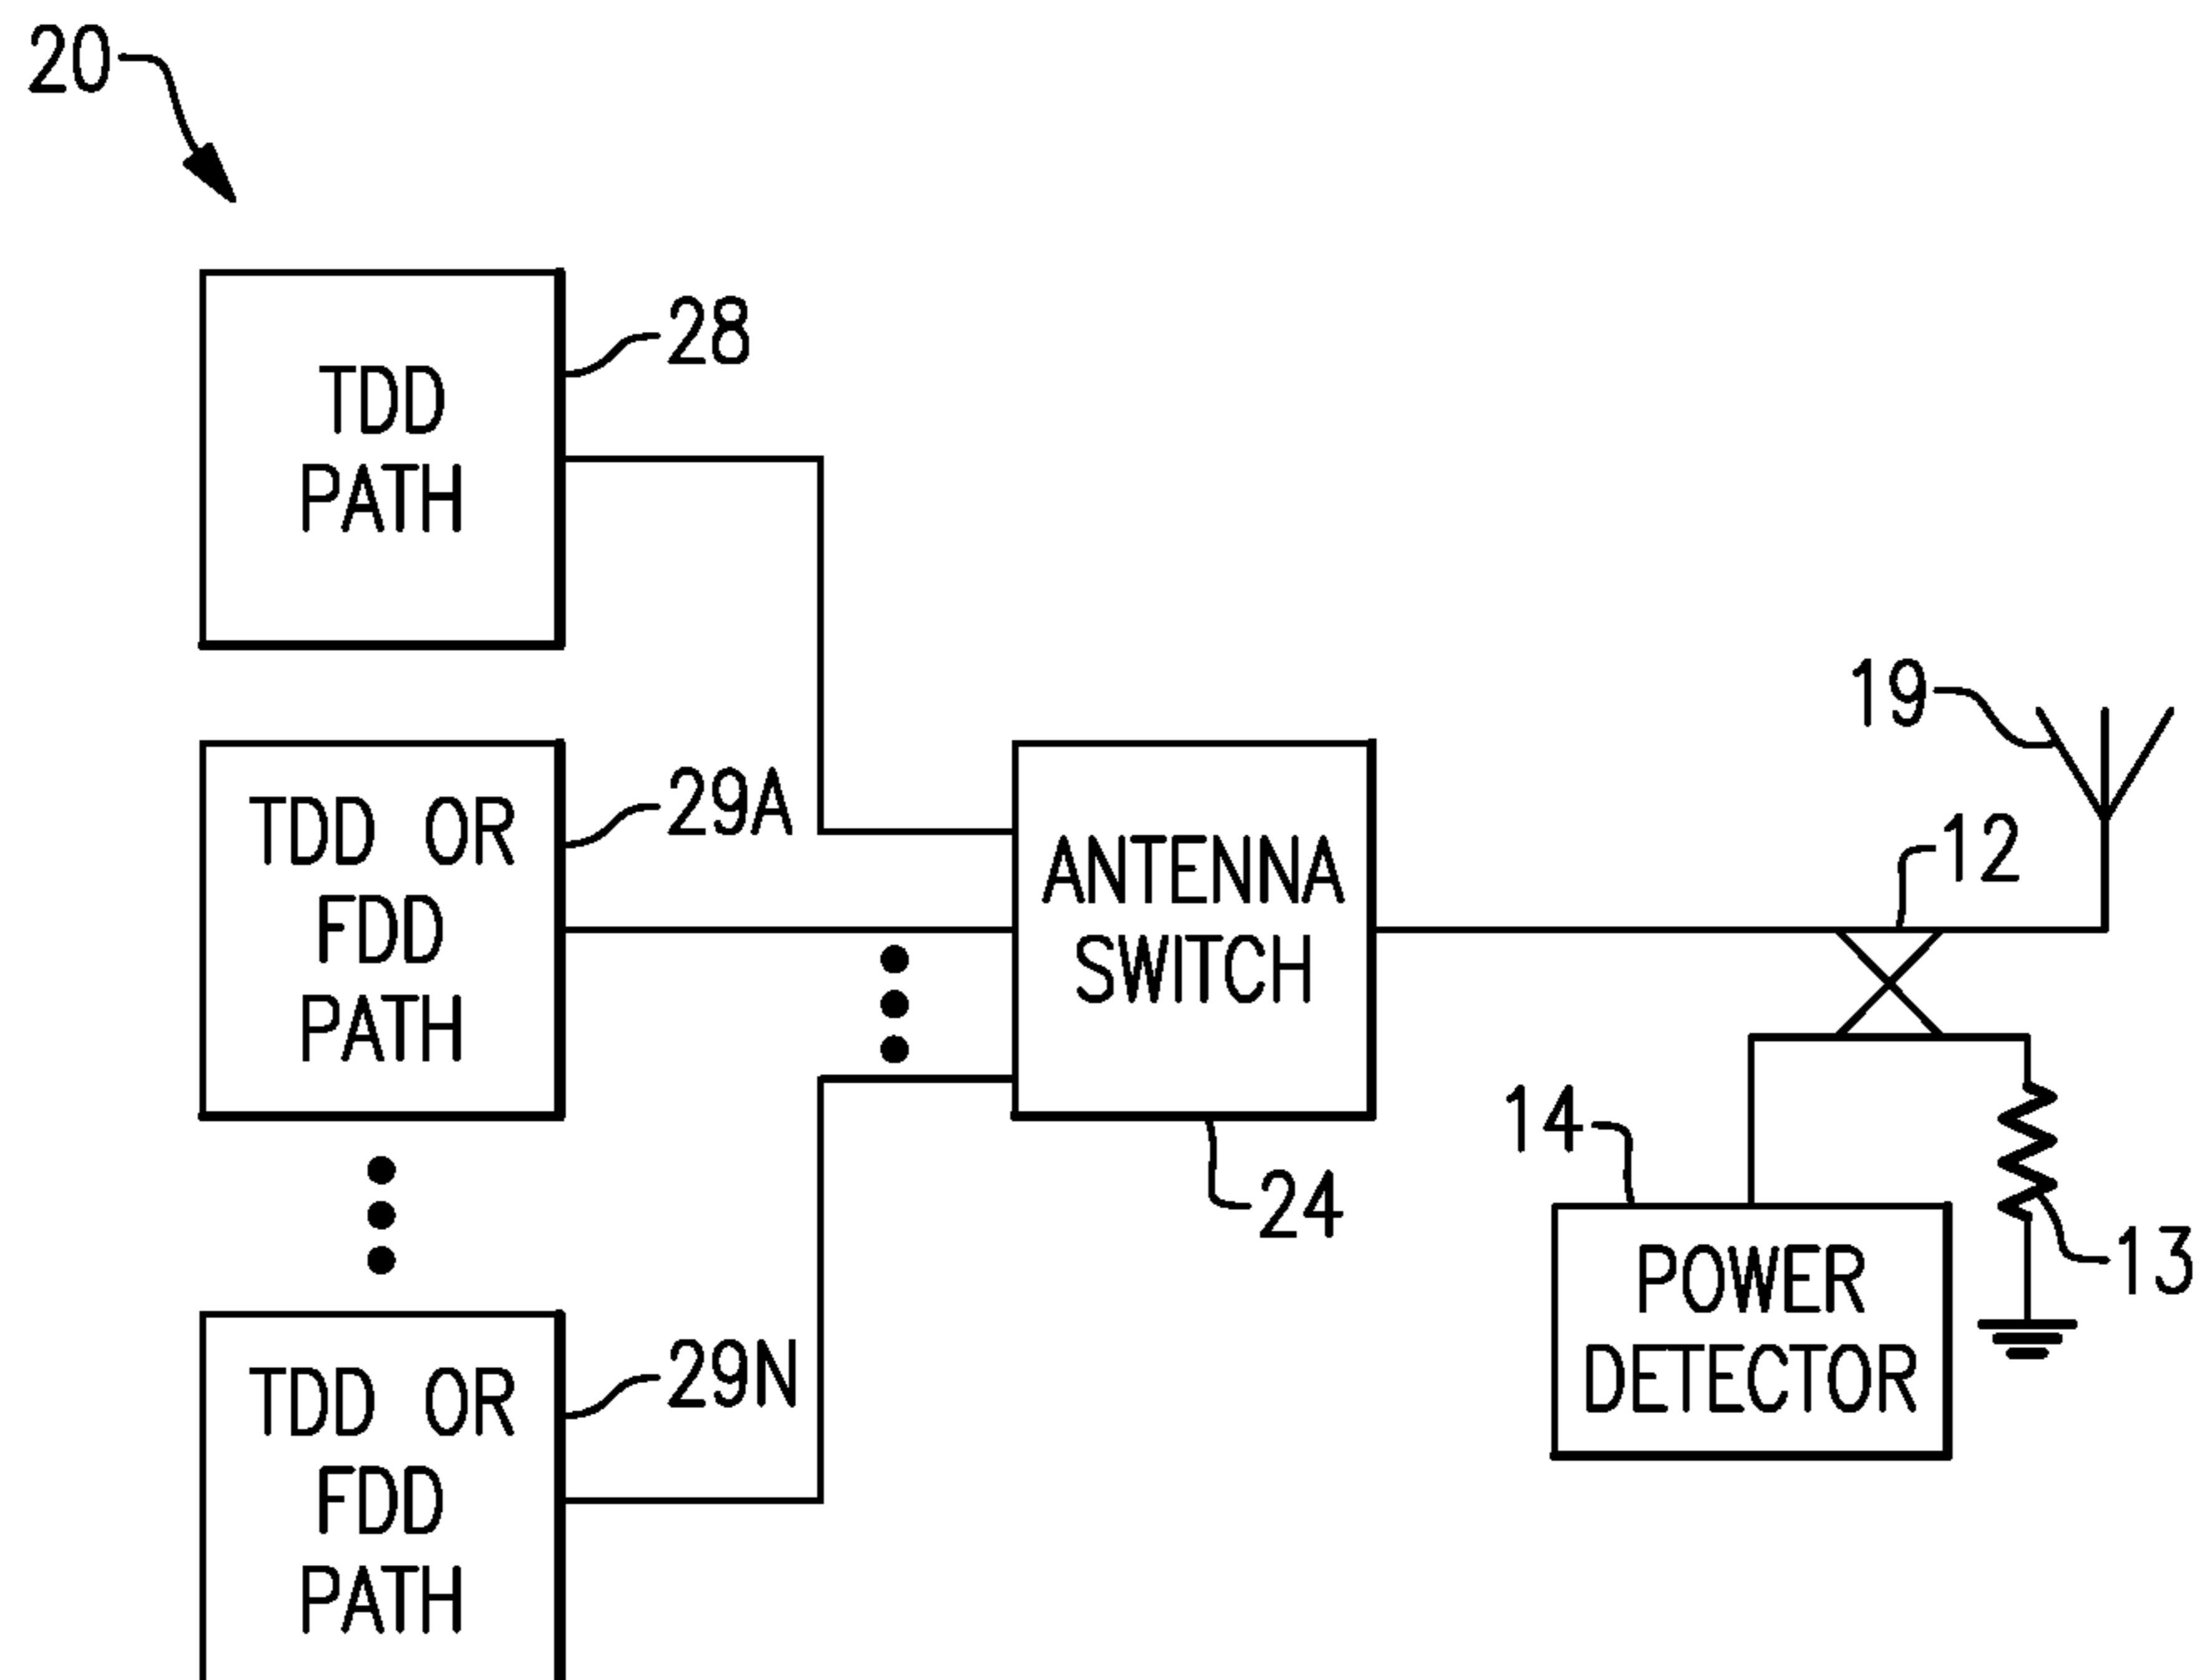 20
TDD
PATH
28
TDD OR
FDD
PATH
29A
ANTENNA
SWITCH
24
19
12
14
POWER
DETECTOR
13
TDD OR
FDD
PATH
29N